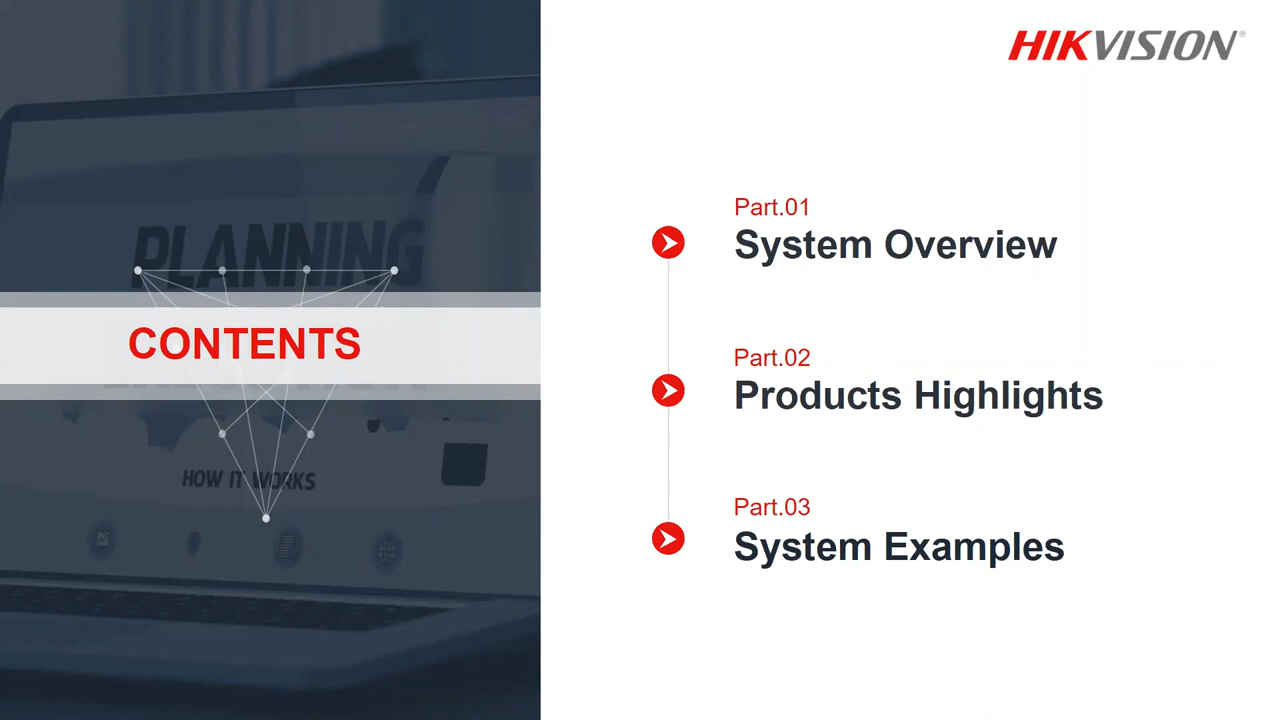 HIKVISION®
PLANNING
CONTENTS
HOW IT WORKS
Part.01
System Overview
Part.02
Products Highlights
Part.03
System Examples